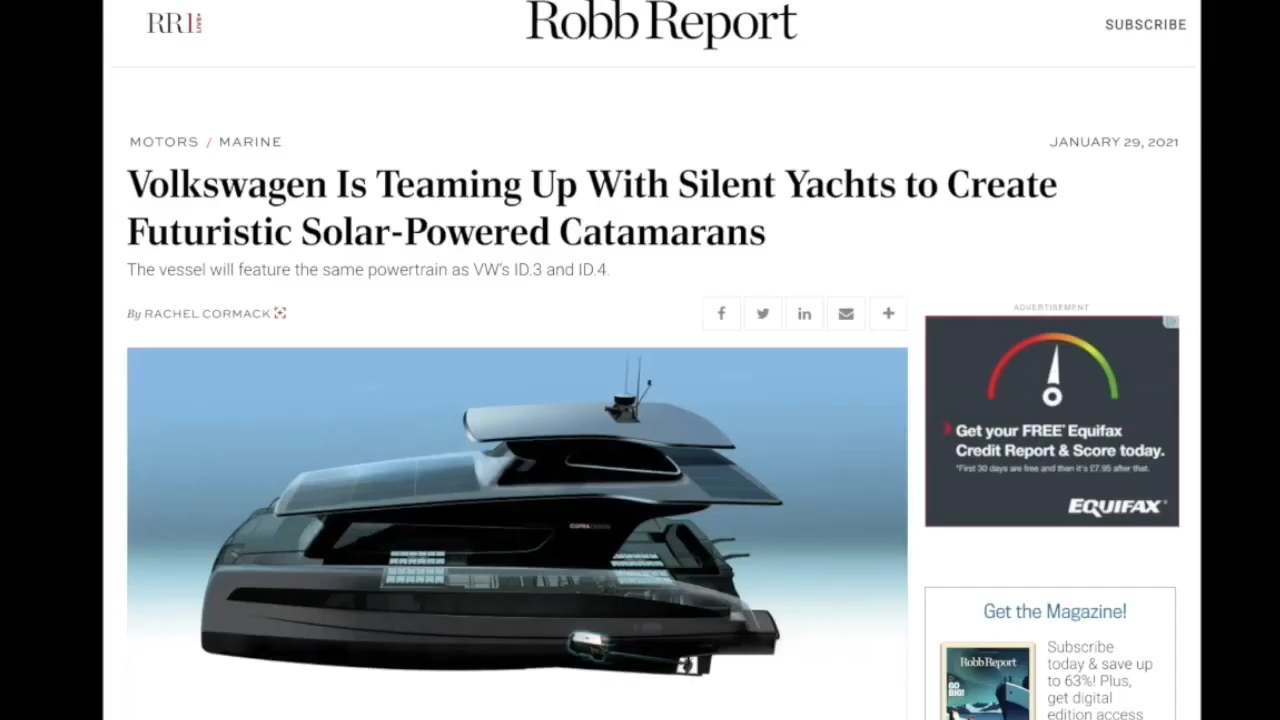 RR1
Robb Report
SUBSCRIBE
MOTORS / MARINE
JANUARY 29, 2021
Volkswagen Is Teaming Up With Silent Yachts to Create
Futuristic Solar-Powered Catamarans
The vessel will feature the same powertrain as VW's ID.3 and ID.4.
By RACHEL CORMACK
ADVERTISEMENT
Get your FREE* Equifax
Credit Report & Score today.
*First 30 days are free and then it's £7.95 after that.
EQUIFAX
CUPRA DESIGN
Get the Magazine!
Robb Report
GO
BIG!
Subscribe
today & save up
to 63%! Plus,
get digital
edition access